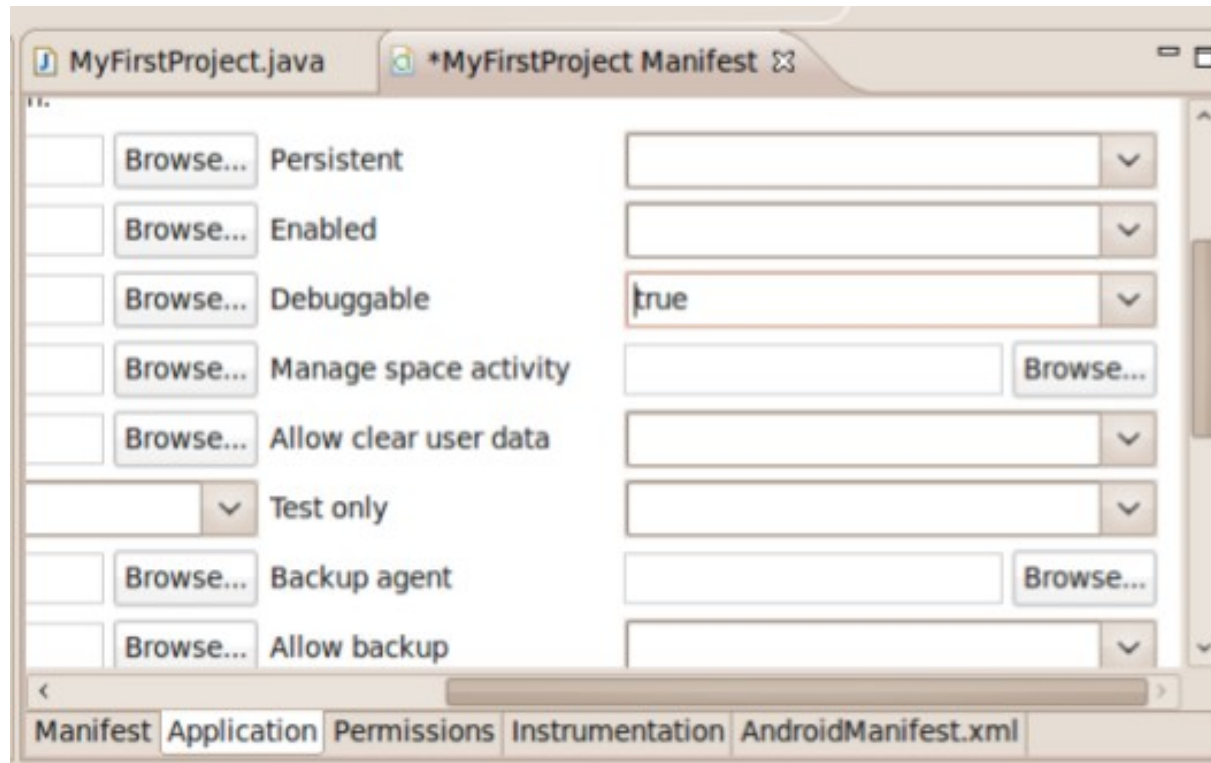 MyFirstProject.java *MyFirstProject Manifest
Browse... Persistent
Browse... Enabled
Browse... Debuggable true
Browse... Manage space activity Browse...
Browse... Allow clear user data
Test only
Browse... Backup agent Browse...
Browse... Allow backup
Manifest Application Permissions Instrumentation AndroidManifest.xml